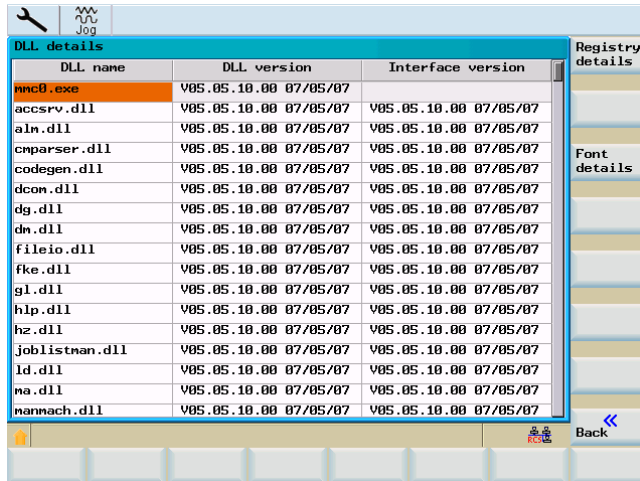 Jog
DLL details
DLL name DLL version Interface version
mmc0.exe V05.05.10.00 07/05/07
accsrv.dll V05.05.10.00 07/05/07 V05.05.10.00 07/05/07
alm.dll V05.05.10.00 07/05/07 V05.05.10.00 07/05/07
cmparser.dll V05.05.10.00 07/05/07 V05.05.10.00 07/05/07
codegen.dll V05.05.10.00 07/05/07 V05.05.10.00 07/05/07
dcom.dll V05.05.10.00 07/05/07 V05.05.10.00 07/05/07
dg.dll V05.05.10.00 07/05/07 V05.05.10.00 07/05/07
dm.dll V05.05.10.00 07/05/07 V05.05.10.00 07/05/07
fileio.dll V05.05.10.00 07/05/07 V05.05.10.00 07/05/07
fke.dll V05.05.10.00 07/05/07 V05.05.10.00 07/05/07
gl.dll V05.05.10.00 07/05/07 V05.05.10.00 07/05/07
hlp.dll V05.05.10.00 07/05/07 V05.05.10.00 07/05/07
hz.dll V05.05.10.00 07/05/07 V05.05.10.00 07/05/07
joblistman.dll V05.05.10.00 07/05/07 V05.05.10.00 07/05/07
ld.dll V05.05.10.00 07/05/07 V05.05.10.00 07/05/07
ma.dll V05.05.10.00 07/05/07 V05.05.10.00 07/05/07
manmach.dll V05.05.10.00 07/05/07 V05.05.10.00 07/05/07
Registry
details
Font
details
RCS
Back